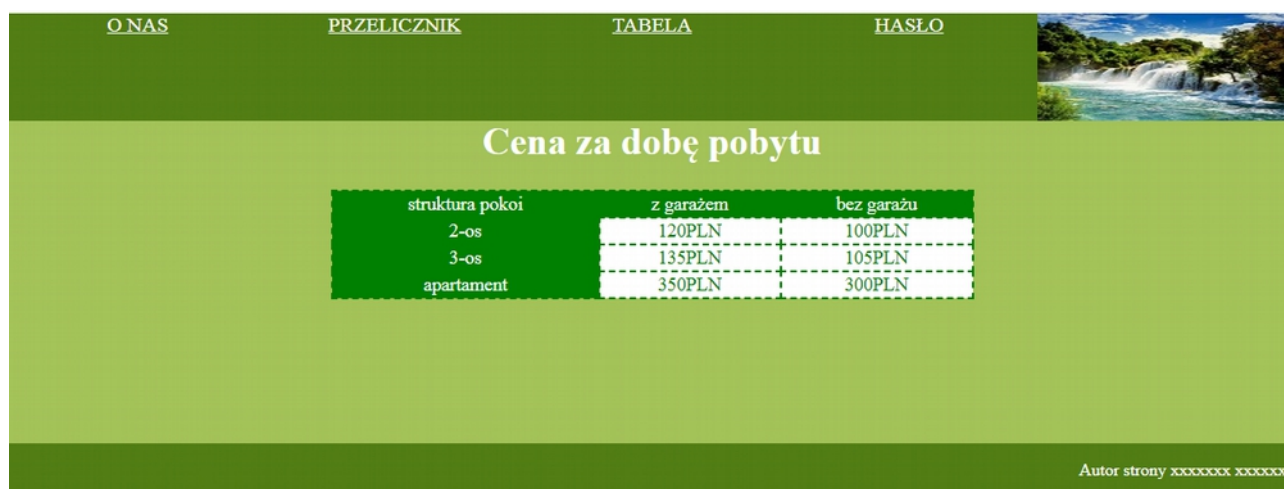 O NAS PRZELICZNIK TABELA HASŁO
Cena za dobę pobytu
struktura pokoi z garażem bez garażu
2-os 120PLN 100PLN
3-os 135PLN 105PLN
apartament 350PLN 300PLN
Autor strony xxxxxxx xxxxxx